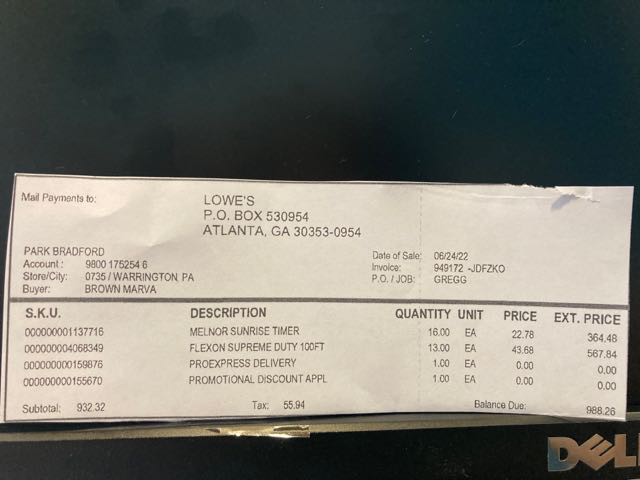 Mail Payments to:
LOWE'S
P.O. BOX 530954
ATLANTA, GA 30353-0954
PARK BRADFORD
Account : 9800 175254 6
Store/City: 0735 / WARRINGTON, PA
Buyer: BROWN MARVA
Date of Sale: 06/24/22
Invoice: 949172 -JDFZKO
P.O. / JOB: GREGG
S.K.U. DESCRIPTION QUANTITY UNIT PRICE EXT. PRICE
000000001137716 MELNOR SUNRISE TIMER 16.00 EA 22.78 364.48
000000004068349 FLEXON SUPREME DUTY 100FT 13.00 EA 43.68 567.84
000000000159876 PROEXPRESS DELIVERY 1.00 EA 0.00 0.00
000000000155670 PROMOTIONAL DISCOUNT APPL 1.00 EA 0.00 0.00
Subtotal: 932.32 Tax: 55.94 Balance Due: 988.26
DELL